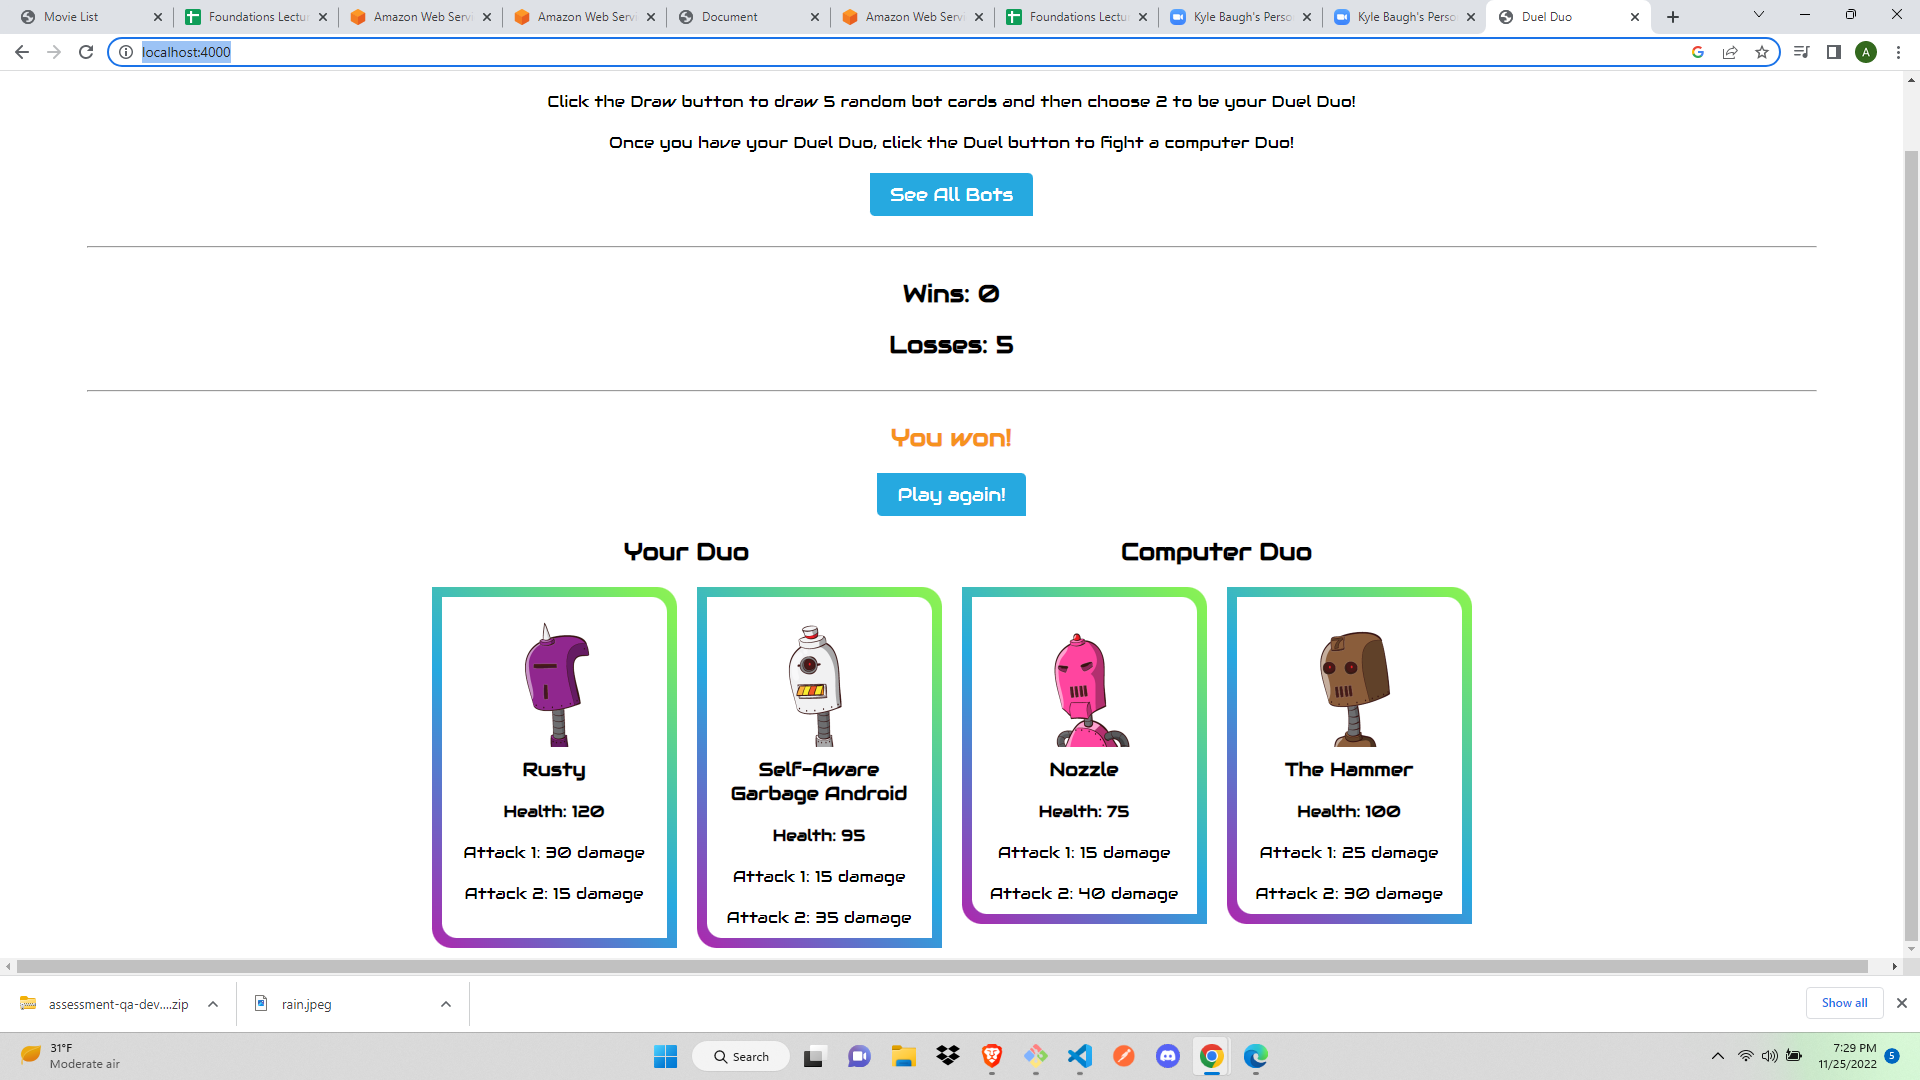 Movie List
Foundations Lectu
Amazon Web Servi
Amazon Web Servi
Document
Amazon Web Servi
Foundations Lectu
Kyle Baugh's Perso
Kyle Baugh's Perso
Duel Duo
localhost:4000
A
Click the Draw button to draw 5 random bot cards and then choose 2 to be your Duel Duo!
Once you have your Duel Duo, click the Duel button to fight a computer Duo!
See All Bots
Wins: 0
Losses: 5
You won!
Play again!
Your Duo
Computer Duo
Rusty
Health: 120
Attack 1: 30 damage
Attack 2: 15 damage
Self-Aware
Garbage Android
Health: 95
Attack 1: 15 damage
Attack 2: 35 damage
Nozzle
Health: 75
Attack 1: 15 damage
Attack 2: 40 damage
The Hammer
Health: 100
Attack 1: 25 damage
Attack 2: 30 damage
assessment-qa-dev....zip
rain.jpeg
Show all
31°F
Moderate air
Search
7:29 PM
11/25/2022
5